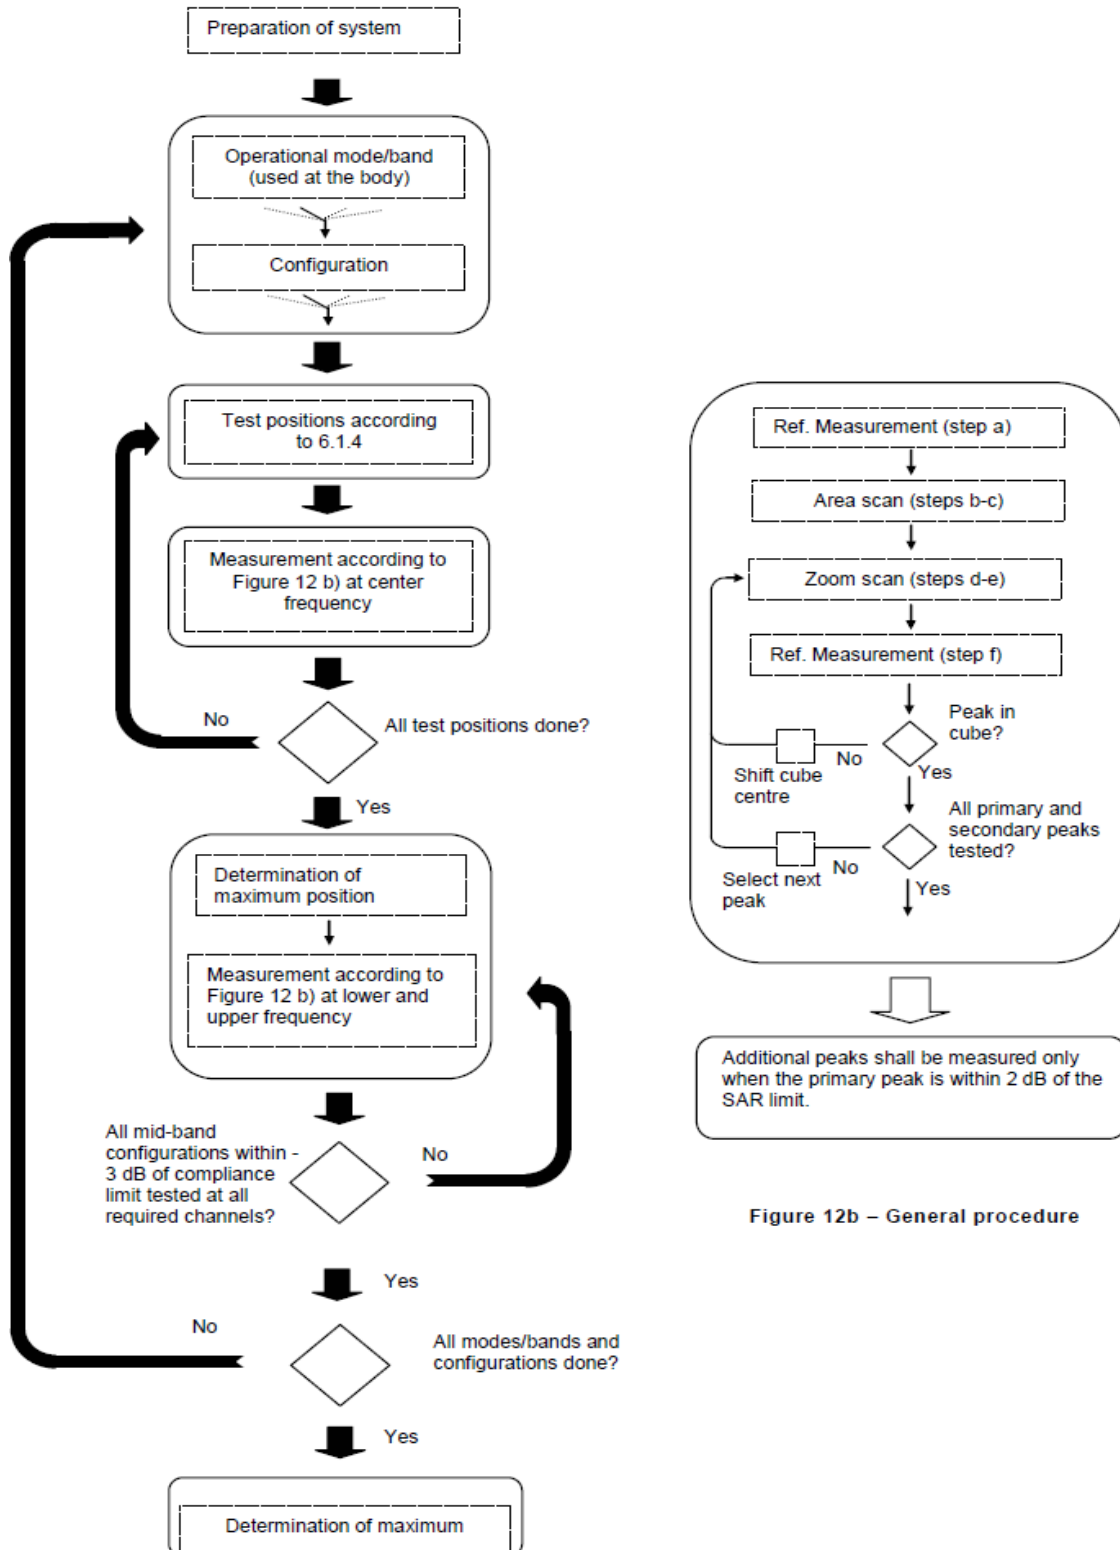 Preparation of system
Operational mode/band
(used at the body)
Configuration
Test positions according
to 6.1.4
Measurement according to
Figure 12 b) at center
frequency
No
All test positions done?
Yes
Determination of
maximum position
Measurement according to
Figure 12 b) at lower and
upper frequency
All mid-band
configurations within -
3 dB of compliance
limit tested at all
required channels?
No
Yes
No
All modes/bands and
configurations done?
Yes
Determination of maximum
Ref. Measurement (step a)
Area scan (steps b-c)
Zoom scan (steps d-e)
Ref. Measurement (step f)
Peak in
cube?
No
Shift cube
centre
Yes
All primary and
secondary peaks
tested?
No
Select next
peak
Yes
Additional peaks shall be measured only
when the primary peak is within 2 dB of the
SAR limit.
Figure 12b – General procedure